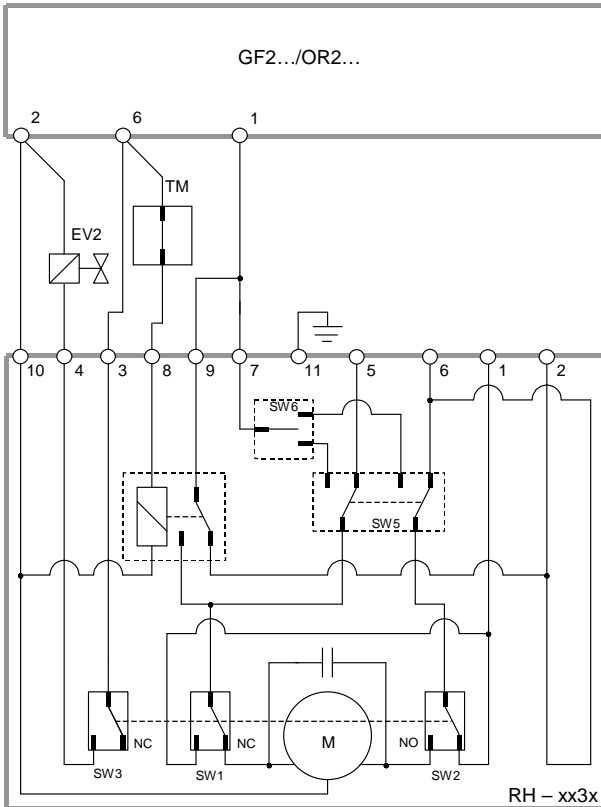 GF2.../OR2...
2 6 1
TM
EV2
10 4 3 8 9 7 11 5 6 1 2
SW6
SW5
NC NC M NO
SW3 SW1 SW2
RH – xx3x